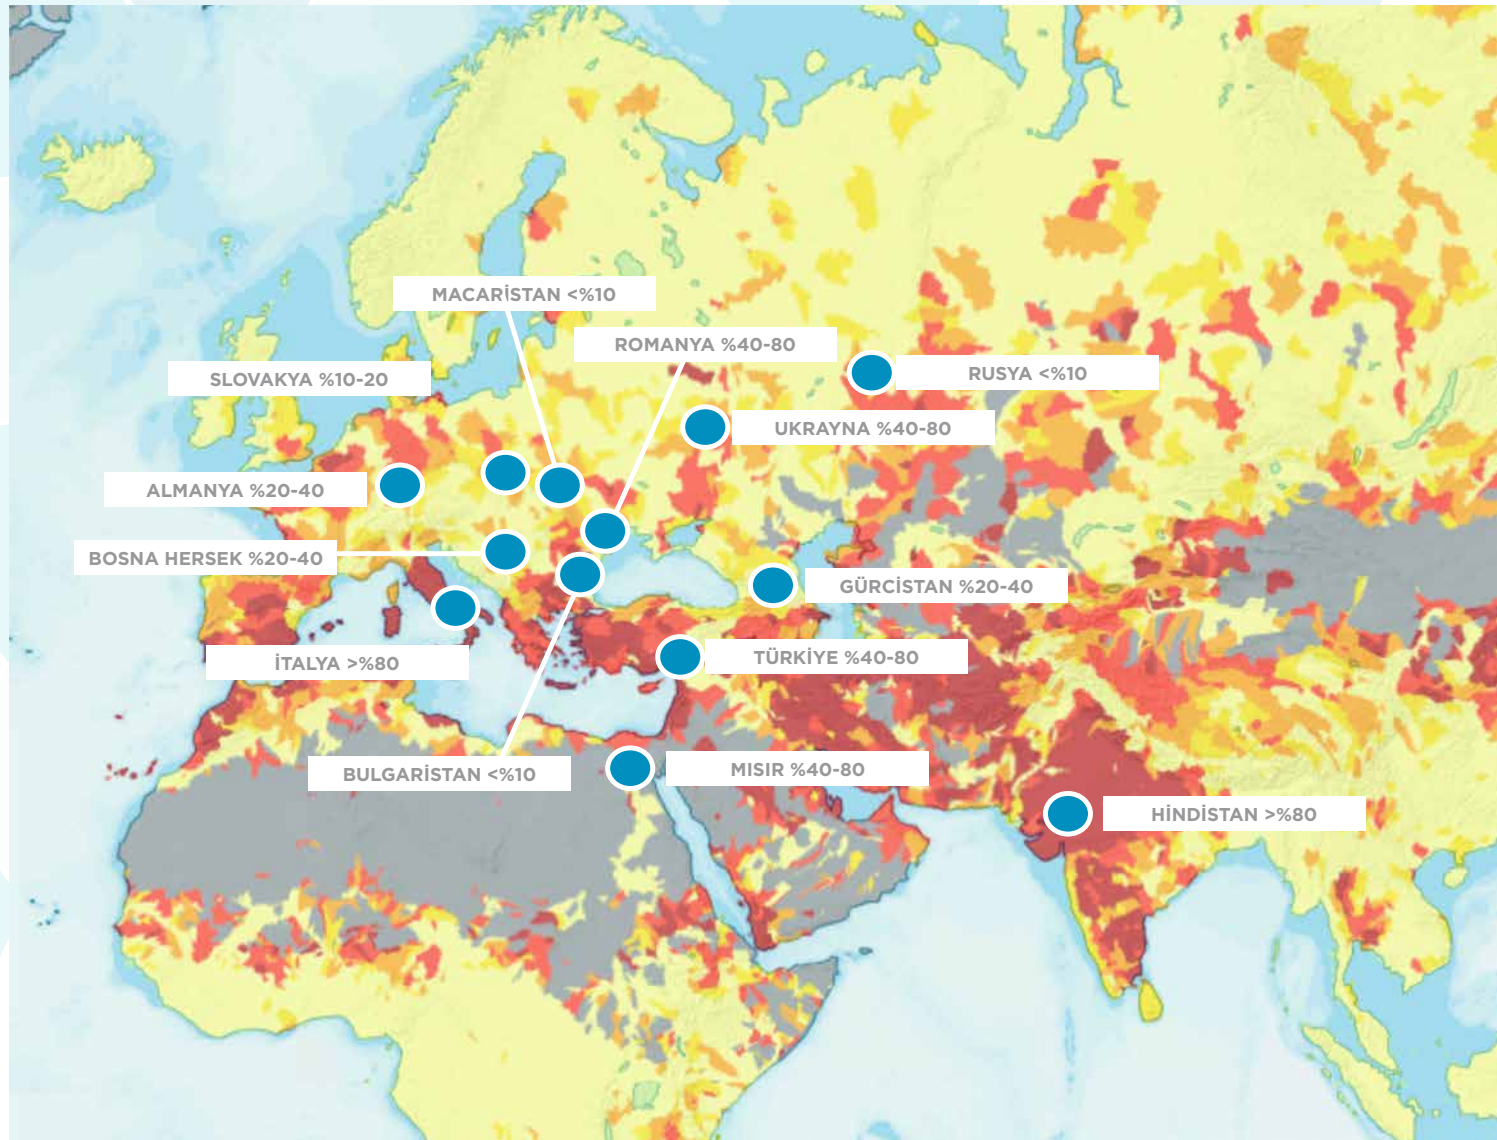 MACARİSTAN <%10
ROMANYA %40-80
RUSYA <%10
SLOVAKYA %10-20
UKRAYNA %40-80
ALMANYA %20-40
BOSNA HERSEK %20-40
GÜRCİSTAN %20-40
İTALYA >%80
TÜRKİYE %40-80
BULGARİSTAN <%10
MISIR %40-80
HİNDİSTAN >%80